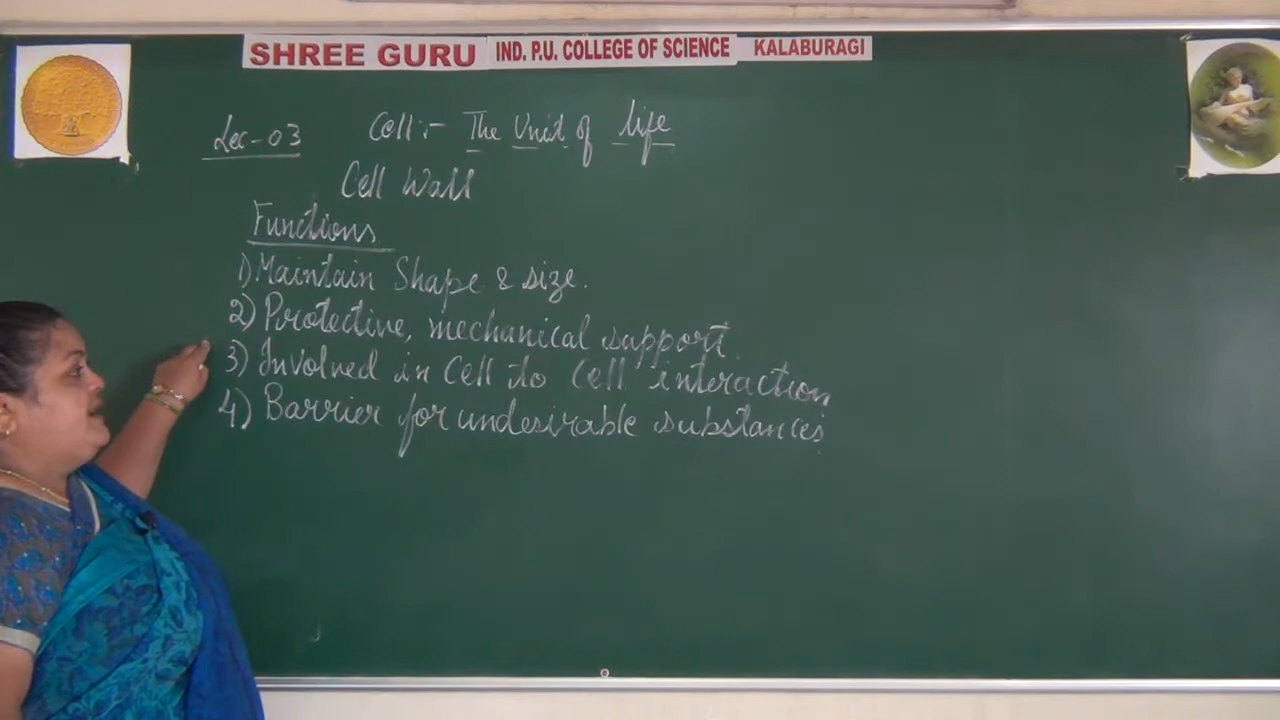 SHREE GURU IND. P.U. COLLEGE OF SCIENCE KALABURAGI
Lec-03 Cell:- The Unit of life
Cell Wall
Functions
1) Maintain Shape & size.
2) Protective, mechanical support.
3) Involved in Cell to Cell interaction
4) Barrier for undesirable substances.